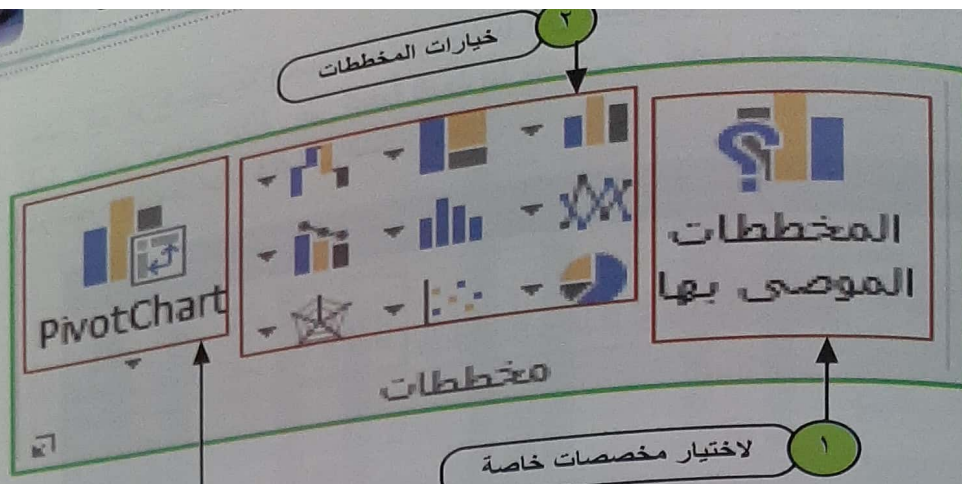 ٢
خيارات المخططات
المخططات
الموصى بها
PivotChart
مخططات
١
لاختيار مخصصات خاصة